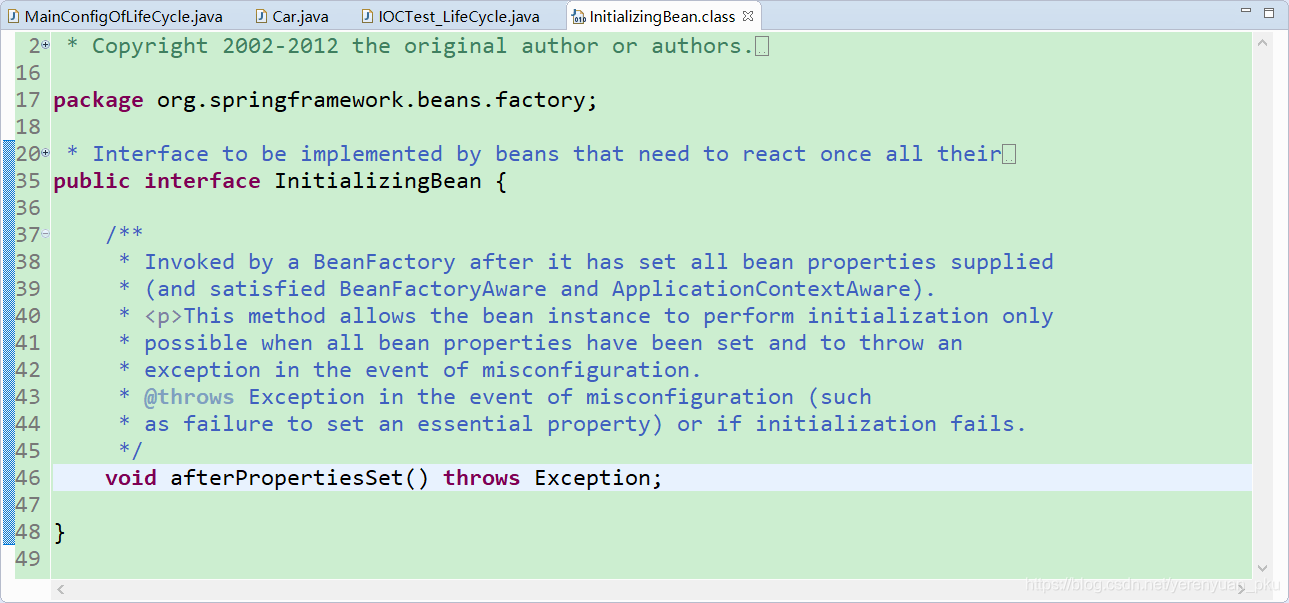 MainConfigOfLifeCycle.java Car.java IOCTest_LifeCycle.java InitializingBean.class
2 * Copyright 2002-2012 the original author or authors.
16
17 package org.springframework.beans.factory;
18
20 * Interface to be implemented by beans that need to react once all their
35 public interface InitializingBean {
36
37 /**
38 * Invoked by a BeanFactory after it has set all bean properties supplied
39 * (and satisfied BeanFactoryAware and ApplicationContextAware).
40 * <p>This method allows the bean instance to perform initialization only
41 * possible when all bean properties have been set and to throw an
42 * exception in the event of misconfiguration.
43 * @throws Exception in the event of misconfiguration (such
44 * as failure to set an essential property) or if initialization fails.
45 */
46 void afterPropertiesSet() throws Exception;
47
48 }
49
https://blog.csdn.net/yerenyuan_pku